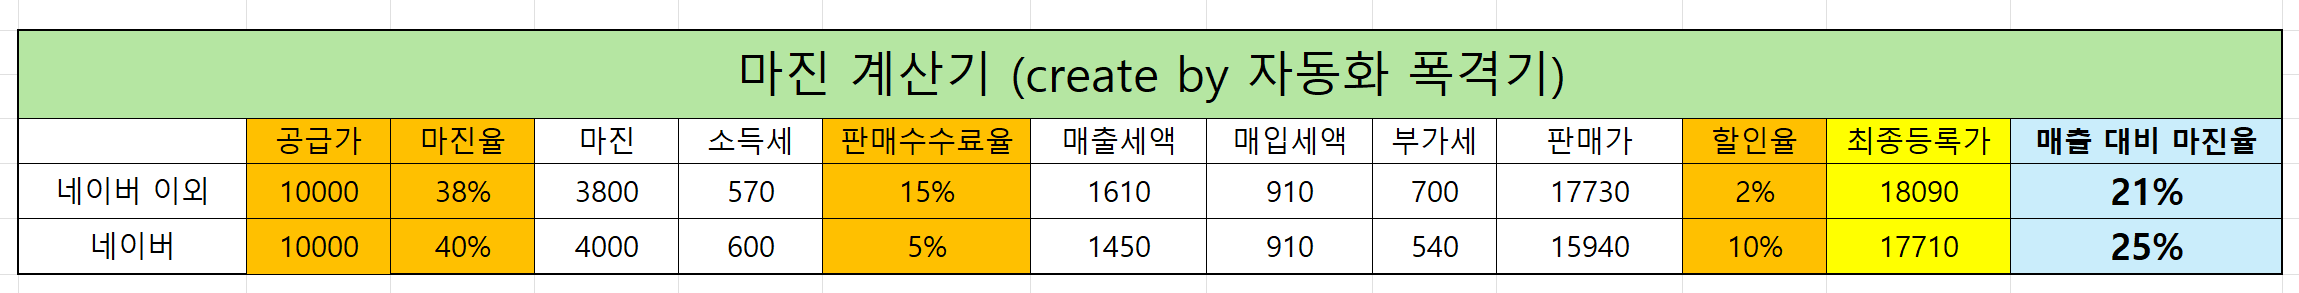 마진 계산기 (create by 자동화 폭격기)
공급가 마진율 마진 소득세 판매수수료율 매출세액 매입세액 부가세 판매가 할인율 최종등록가 매출 대비 마진율
네이버 이외 10000 38% 3800 570 15% 1610 910 700 17730 2% 18090 21%
네이버 10000 40% 4000 600 5% 1450 910 540 15940 10% 17710 25%